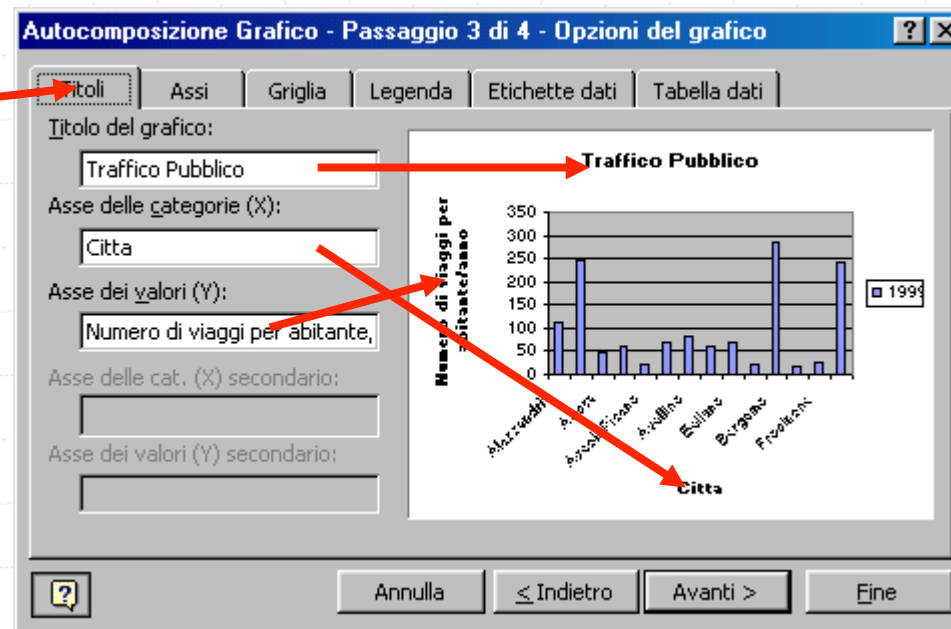 Autocomposizione Grafico - Passaggio 3 di 4 - Opzioni del grafico
Titoli Assi Griglia Legenda Etichette dati Tabella dati
Titolo del grafico:
Traffico Pubblico
Asse delle categorie (X):
Citta
Asse dei valori (Y):
Numero di viaggi per abitante,
Asse delle cat. (X) secondario:
Asse dei valori (Y) secondario:
Traffico Pubblico
Numero di viaggi per
abitante/anno
350
300
250
200
150
100
50
0
Avellino
Bolzano
Bergamo
Frosinone
Citta
1999
Annulla < Indietro Avanti > Fine